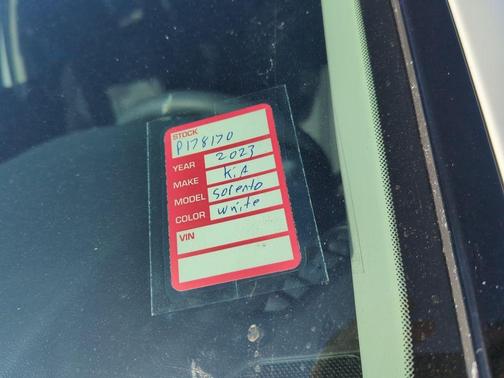 STOCK
P178170
YEAR 2023
MAKE KiA
MODEL Sorento
COLOR White
VIN